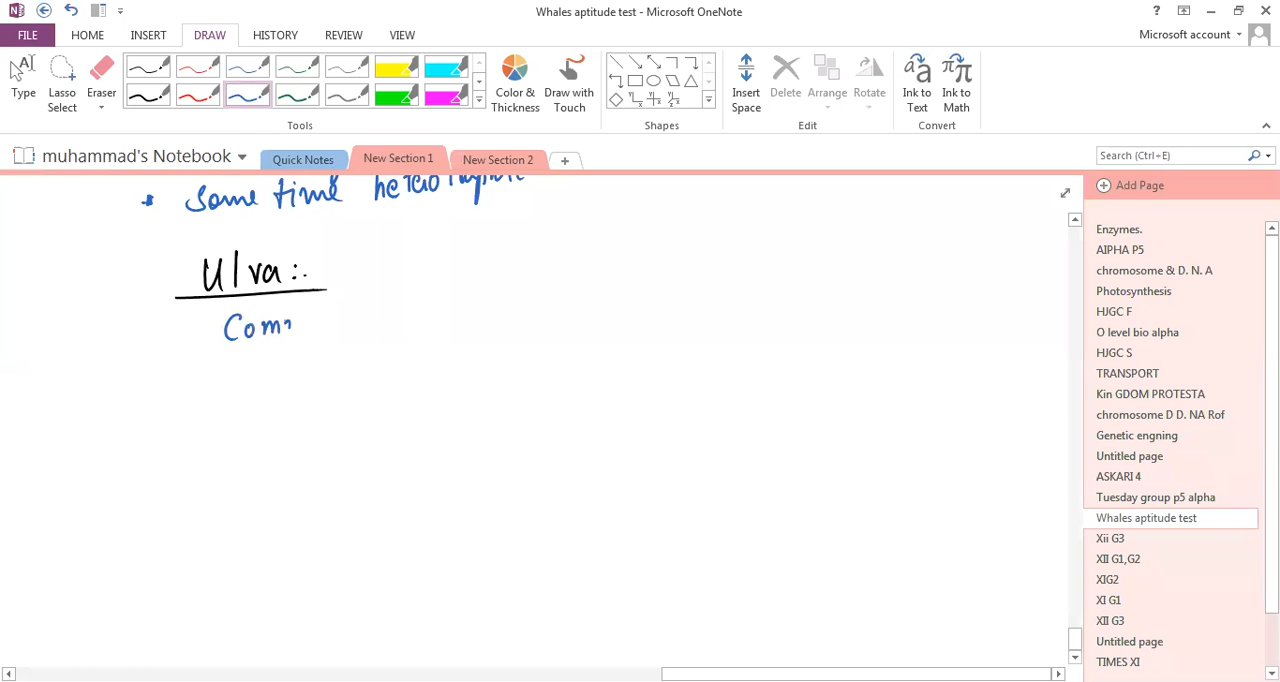 Whales aptitude test - Microsoft OneNote
FILE HOME INSERT DRAW HISTORY REVIEW VIEW Microsoft account
Type Lasso Select Eraser Color & Thickness Draw with Touch Insert Space Delete Arrange Rotate Ink to Text Ink to Math
Tools Shapes Edit Convert
muhammad's Notebook Quick Notes New Section 1 New Section 2 Search (Ctrl+E)
Add Page
Some time
Ulva:.
Com
Enzymes.
AlPHA P5
chromosome & D. N. A
Photosynthesis
HJGC F
O level bio alpha
HJGC S
TRANSPORT
Kin GDOM PROTESTA
chromosome D D. NA Rof
Genetic engning
Untitled page
ASKARI 4
Tuesday group p5 alpha
Whales aptitude test
Xii G3
XII G1,G2
XIG2
XI G1
XII G3
Untitled page
TIMES XI